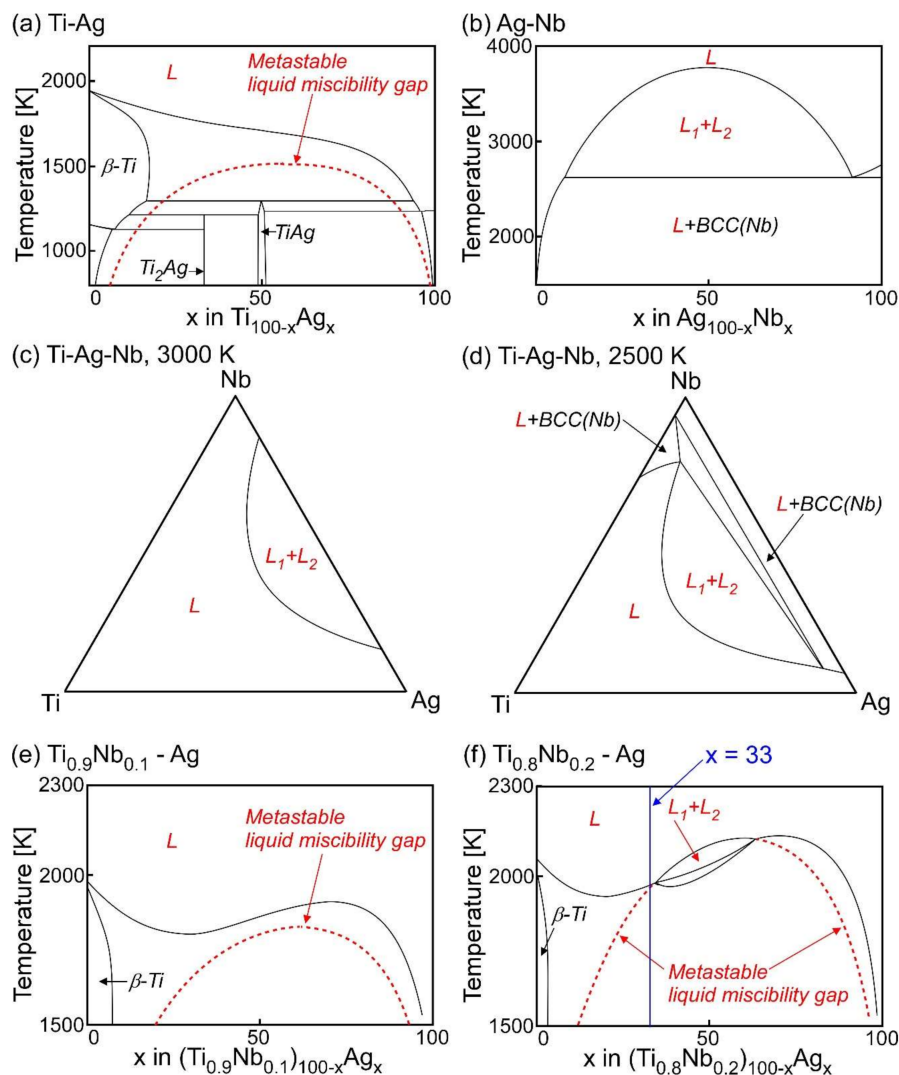 (a) Ti-Ag
2000
1500
1000
Temperature [K]
L
Metastable
liquid miscibility gap
β-Ti
TiAg
Ti₂Ag
0 50 100
x in Ti₁₀₀₋ₓAgₓ
(b) Ag-Nb
4000
3000
2000
Temperature [K]
L
L₁+L₂
L+BCC(Nb)
0 50 100
x in Ag₁₀₀₋ₓNbₓ
(c) Ti-Ag-Nb, 3000 K
Nb
L₁+L₂
L
Ti
Ag
(d) Ti-Ag-Nb, 2500 K
Nb
L+BCC(Nb)
L+BCC(Nb)
L₁+L₂
L
Ti
Ag
(e) Ti₀.₉Nb₀.₁ - Ag
2300
2000
1500
Temperature [K]
Metastable
liquid miscibility gap
L
β-Ti
0 50 100
x in (Ti₀.₉Nb₀.₁)₁₀₀₋ₓAgₓ
(f) Ti₀.₈Nb₀.₂ - Ag
x = 33
2300
2000
1500
Temperature [K]
L
L₁+L₂
β-Ti
Metastable
liquid miscibility gap
0 50 100
x in (Ti₀.₈Nb₀.₂)₁₀₀₋ₓAgₓ